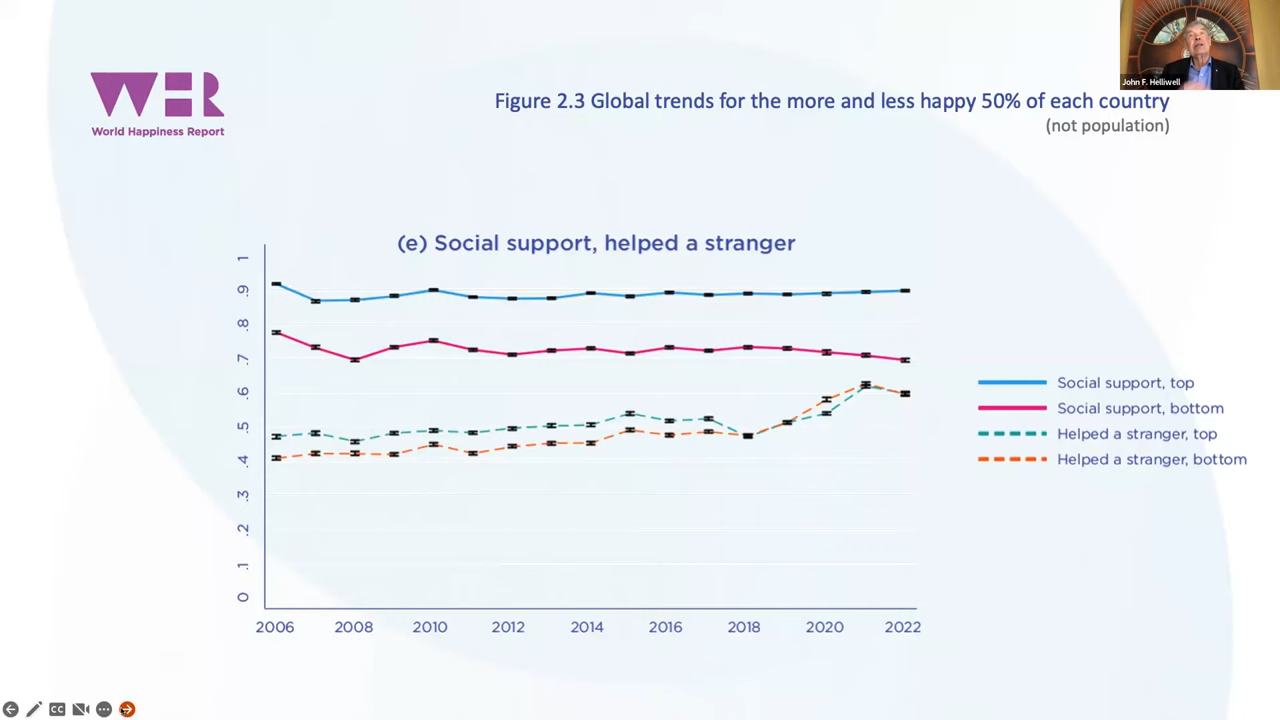 John F. Helliwell
WHR
World Happiness Report
Figure 2.3 Global trends for the more and less happy 50% of each country
(not population)
(e) Social support, helped a stranger
1
.9
.8
.7
.6
.5
.4
.3
.2
.1
0
2006 2008 2010 2012 2014 2016 2018 2020 2022
Social support, top
Social support, bottom
Helped a stranger, top
Helped a stranger, bottom
CC